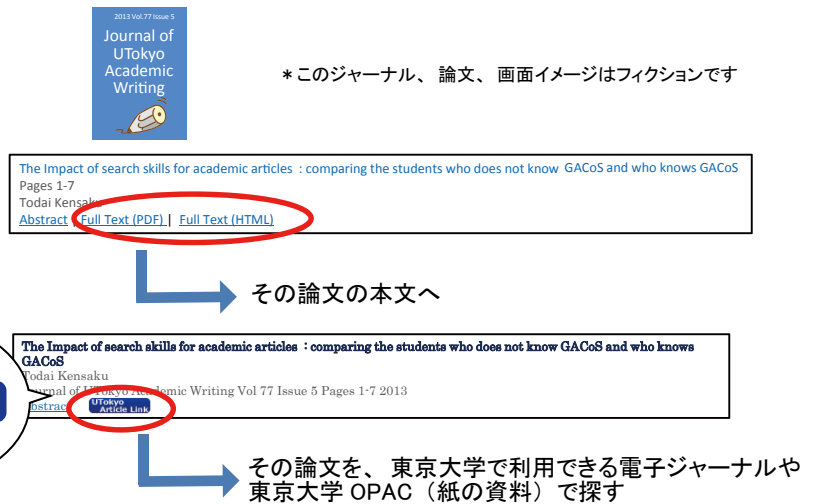 2013 Vol.77 Issue 5
Journal of
UTokyo
Academic
Writing
*このジャーナル、論文、画面イメージはフィクションです
The Impact of search skills for academic articles : comparing the students who does not know GACoS and who knows GACoS
Pages 1-7
Todai Kensaku
Abstract | Full Text (PDF) | Full Text (HTML)
その論文の本文へ
The Impact of search skills for academic articles : comparing the students who does not know GACoS and who knows
GACoS
Todai Kensaku
Journal of UTokyo Academic Writing Vol 77 Issue 5 Pages 1-7 2013
Abstract UTokyo
Article Link
その論文を、東京大学で利用できる電子ジャーナルや
東京大学 OPAC(紙の資料)で探す